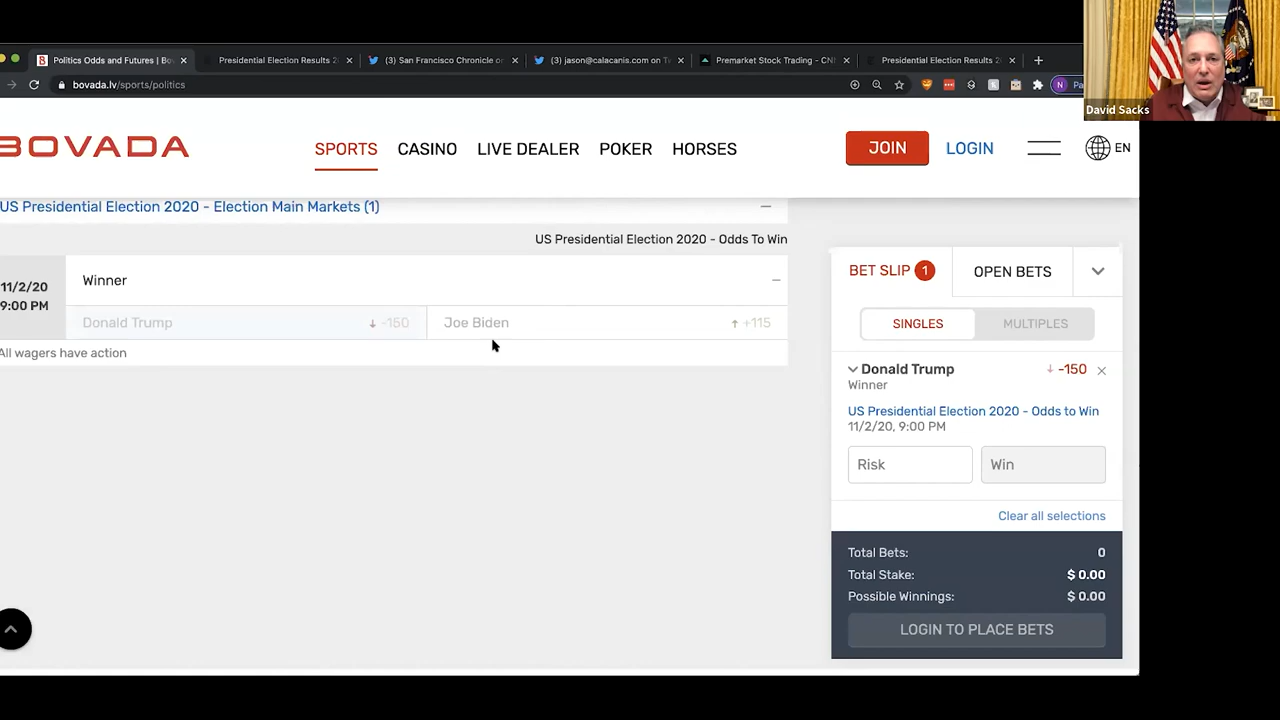 Politics Odds and Futures | Bo
Presidential Election Results 2
(3) San Francisco Chronicle on
(3) jason@calacanis.com on Tw
Premarket Stock Trading - CNN
Presidential Election Results 2
bovada.lv/sports/politics
N
Pa
David Sacks
BOVADA
SPORTS
CASINO
LIVE DEALER
POKER
HORSES
JOIN
LOGIN
EN
US Presidential Election 2020 - Election Main Markets (1)
US Presidential Election 2020 - Odds To Win
11/2/20
9:00 PM
Winner
Donald Trump
-150
Joe Biden
+115
All wagers have action
BET SLIP 1
OPEN BETS
SINGLES
MULTIPLES
Donald Trump
-150
Winner
US Presidential Election 2020 - Odds to Win
11/2/20, 9:00 PM
Risk
Win
Clear all selections
Total Bets: 0
Total Stake: $ 0.00
Possible Winnings: $ 0.00
LOGIN TO PLACE BETS